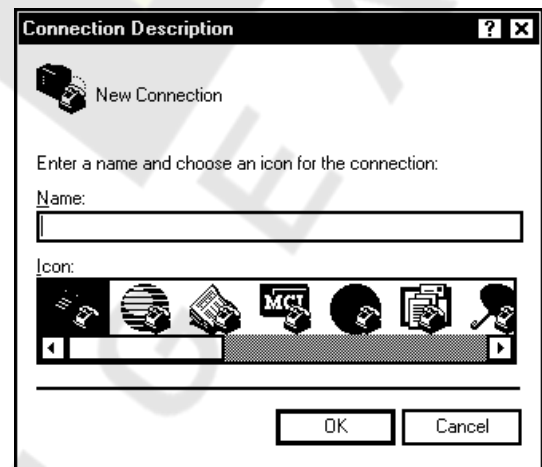 Connection Description
New Connection
Enter a name and choose an icon for the connection:
Name:
Icon:
MCI
OK
Cancel